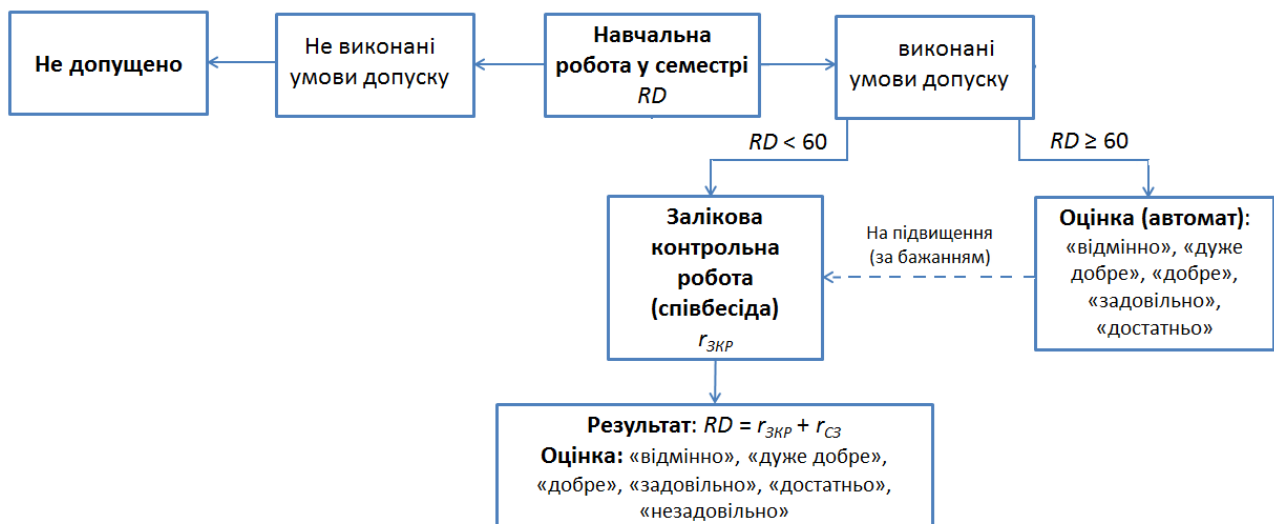 Не допущено
Не виконані
умови допуску
Навчальна
робота у семестрі
RD
виконані
умови допуску
RD < 60
RD ≥ 60
Залікова
контрольна
робота
(співбесіда)
rЗКР
На підвищення
(за бажанням)
Оцінка (автомат):
«відмінно», «дуже
добре», «добре»,
«задовільно»,
«достатньо»
Результат: RD = rЗКР + rСЗ
Оцінка: «відмінно», «дуже добре»,
«добре», «задовільно», «достатньо»,
«незадовільно»